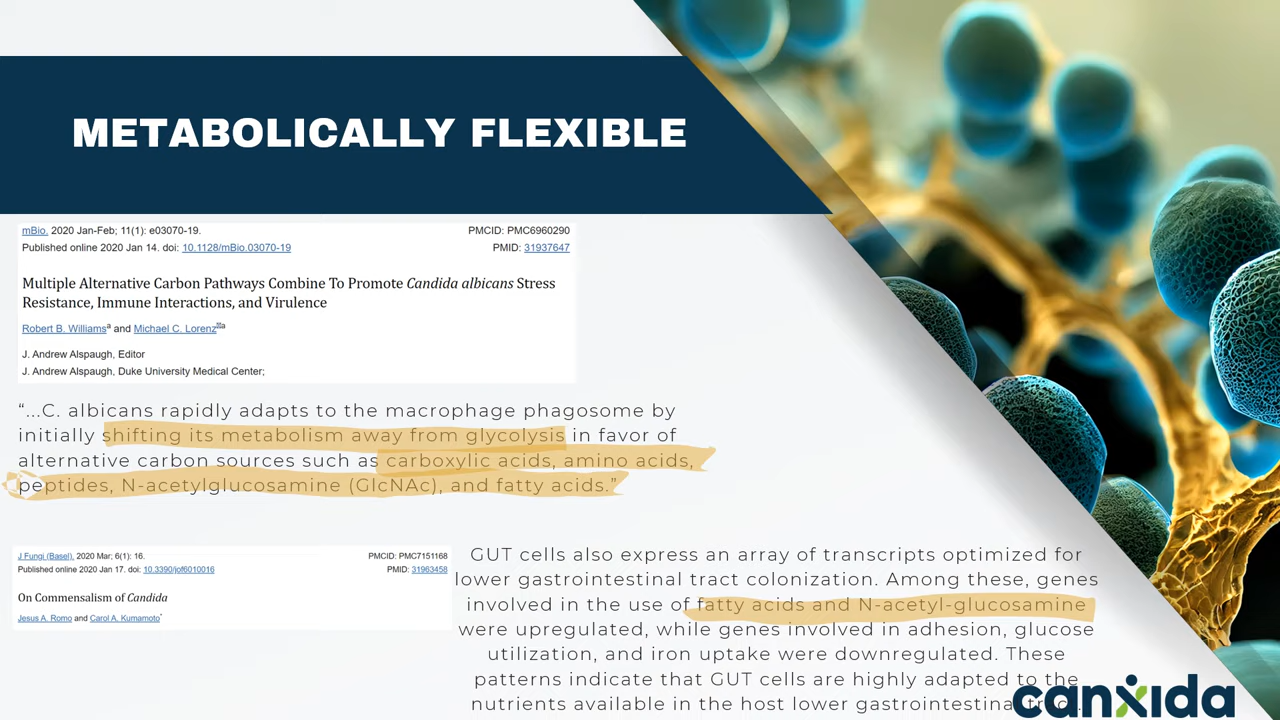 METABOLICALLY FLEXIBLE
mBio. 2020 Jan-Feb; 11(1): e03070-19.
PMCID: PMC6960290
Published online 2020 Jan 14. doi: 10.1128/mBio.03070-19
PMID: 31937647
Multiple Alternative Carbon Pathways Combine To Promote Candida albicans Stress
Resistance, Immune Interactions, and Virulence
Robert B. Williamsa and Michael C. Lorenza
J. Andrew Alspaugh, Editor
J. Andrew Alspaugh, Duke University Medical Center;
“...C. albicans rapidly adapts to the macrophage phagosome by
initially shifting its metabolism away from glycolysis in favor of
alternative carbon sources such as carboxylic acids, amino acids,
peptides, N-acetylglucosamine (GlcNAc), and fatty acids.”
J Fungi (Basel). 2020 Mar; 6(1): 16.
PMCID: PMC7151168
Published online 2020 Jan 17. doi: 10.3390/jof6010016
PMID: 31963458
On Commensalism of Candida
Jesus A. Romo and Carol A. Kumamoto*
GUT cells also express an array of transcripts optimized for
lower gastrointestinal tract colonization. Among these, genes
involved in the use of fatty acids and N-acetyl-glucosamine
were upregulated, while genes involved in adhesion, glucose
utilization, and iron uptake were downregulated. These
patterns indicate that GUT cells are highly adapted to the
nutrients available in the host lower gastrointestinal
canxida